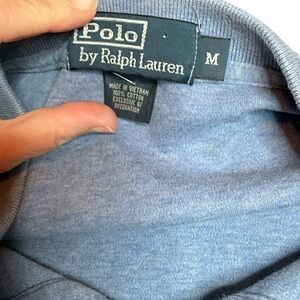 Polo
by Ralph Lauren
M
MADE IN VIETNAM
100% COTTON
EXCLUSIVE OF
DECORATION